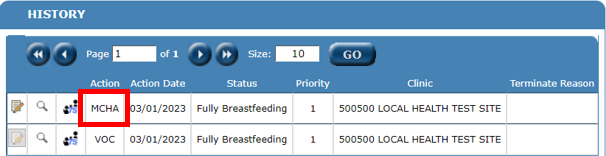 HISTORY
Page 1 of 1 Size: 10 GO
Action Action Date Status Priority Clinic Terminate Reason
MCHA 03/01/2023 Fully Breastfeeding 1 500500 LOCAL HEALTH TEST SITE
VOC 03/01/2023 Fully Breastfeeding 1 500500 LOCAL HEALTH TEST SITE